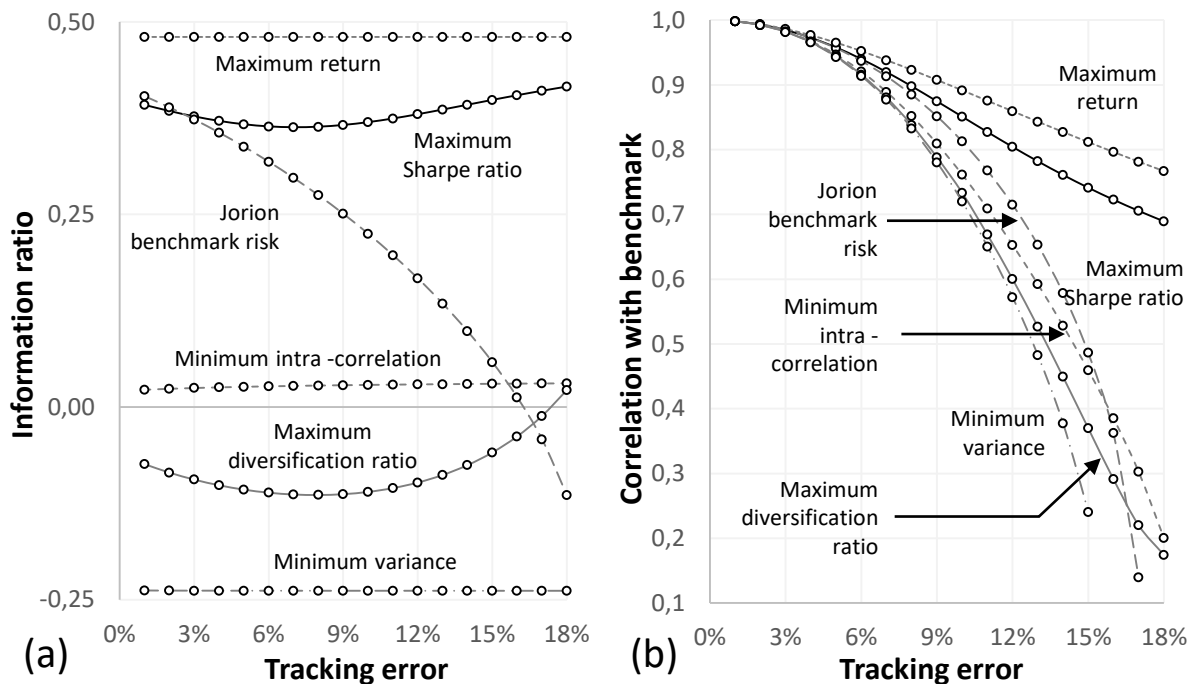 0,50
0,25
0,00
-0,25
Information ratio
Maximum return
Maximum
Sharpe ratio
Jorion
benchmark risk
Minimum intra -correlation
Maximum
diversification ratio
Minimum variance
0% 3% 6% 9% 12% 15% 18%
(a)
Tracking error
1,0
0,9
0,8
0,7
0,6
0,5
0,4
0,3
0,2
0,1
Correlation with benchmark
Maximum
return
Jorion
benchmark
risk
Maximum
Sharpe ratio
Minimum
intra -
correlation
Minimum
variance
Maximum
diversification
ratio
0% 3% 6% 9% 12% 15% 18%
(b)
Tracking error